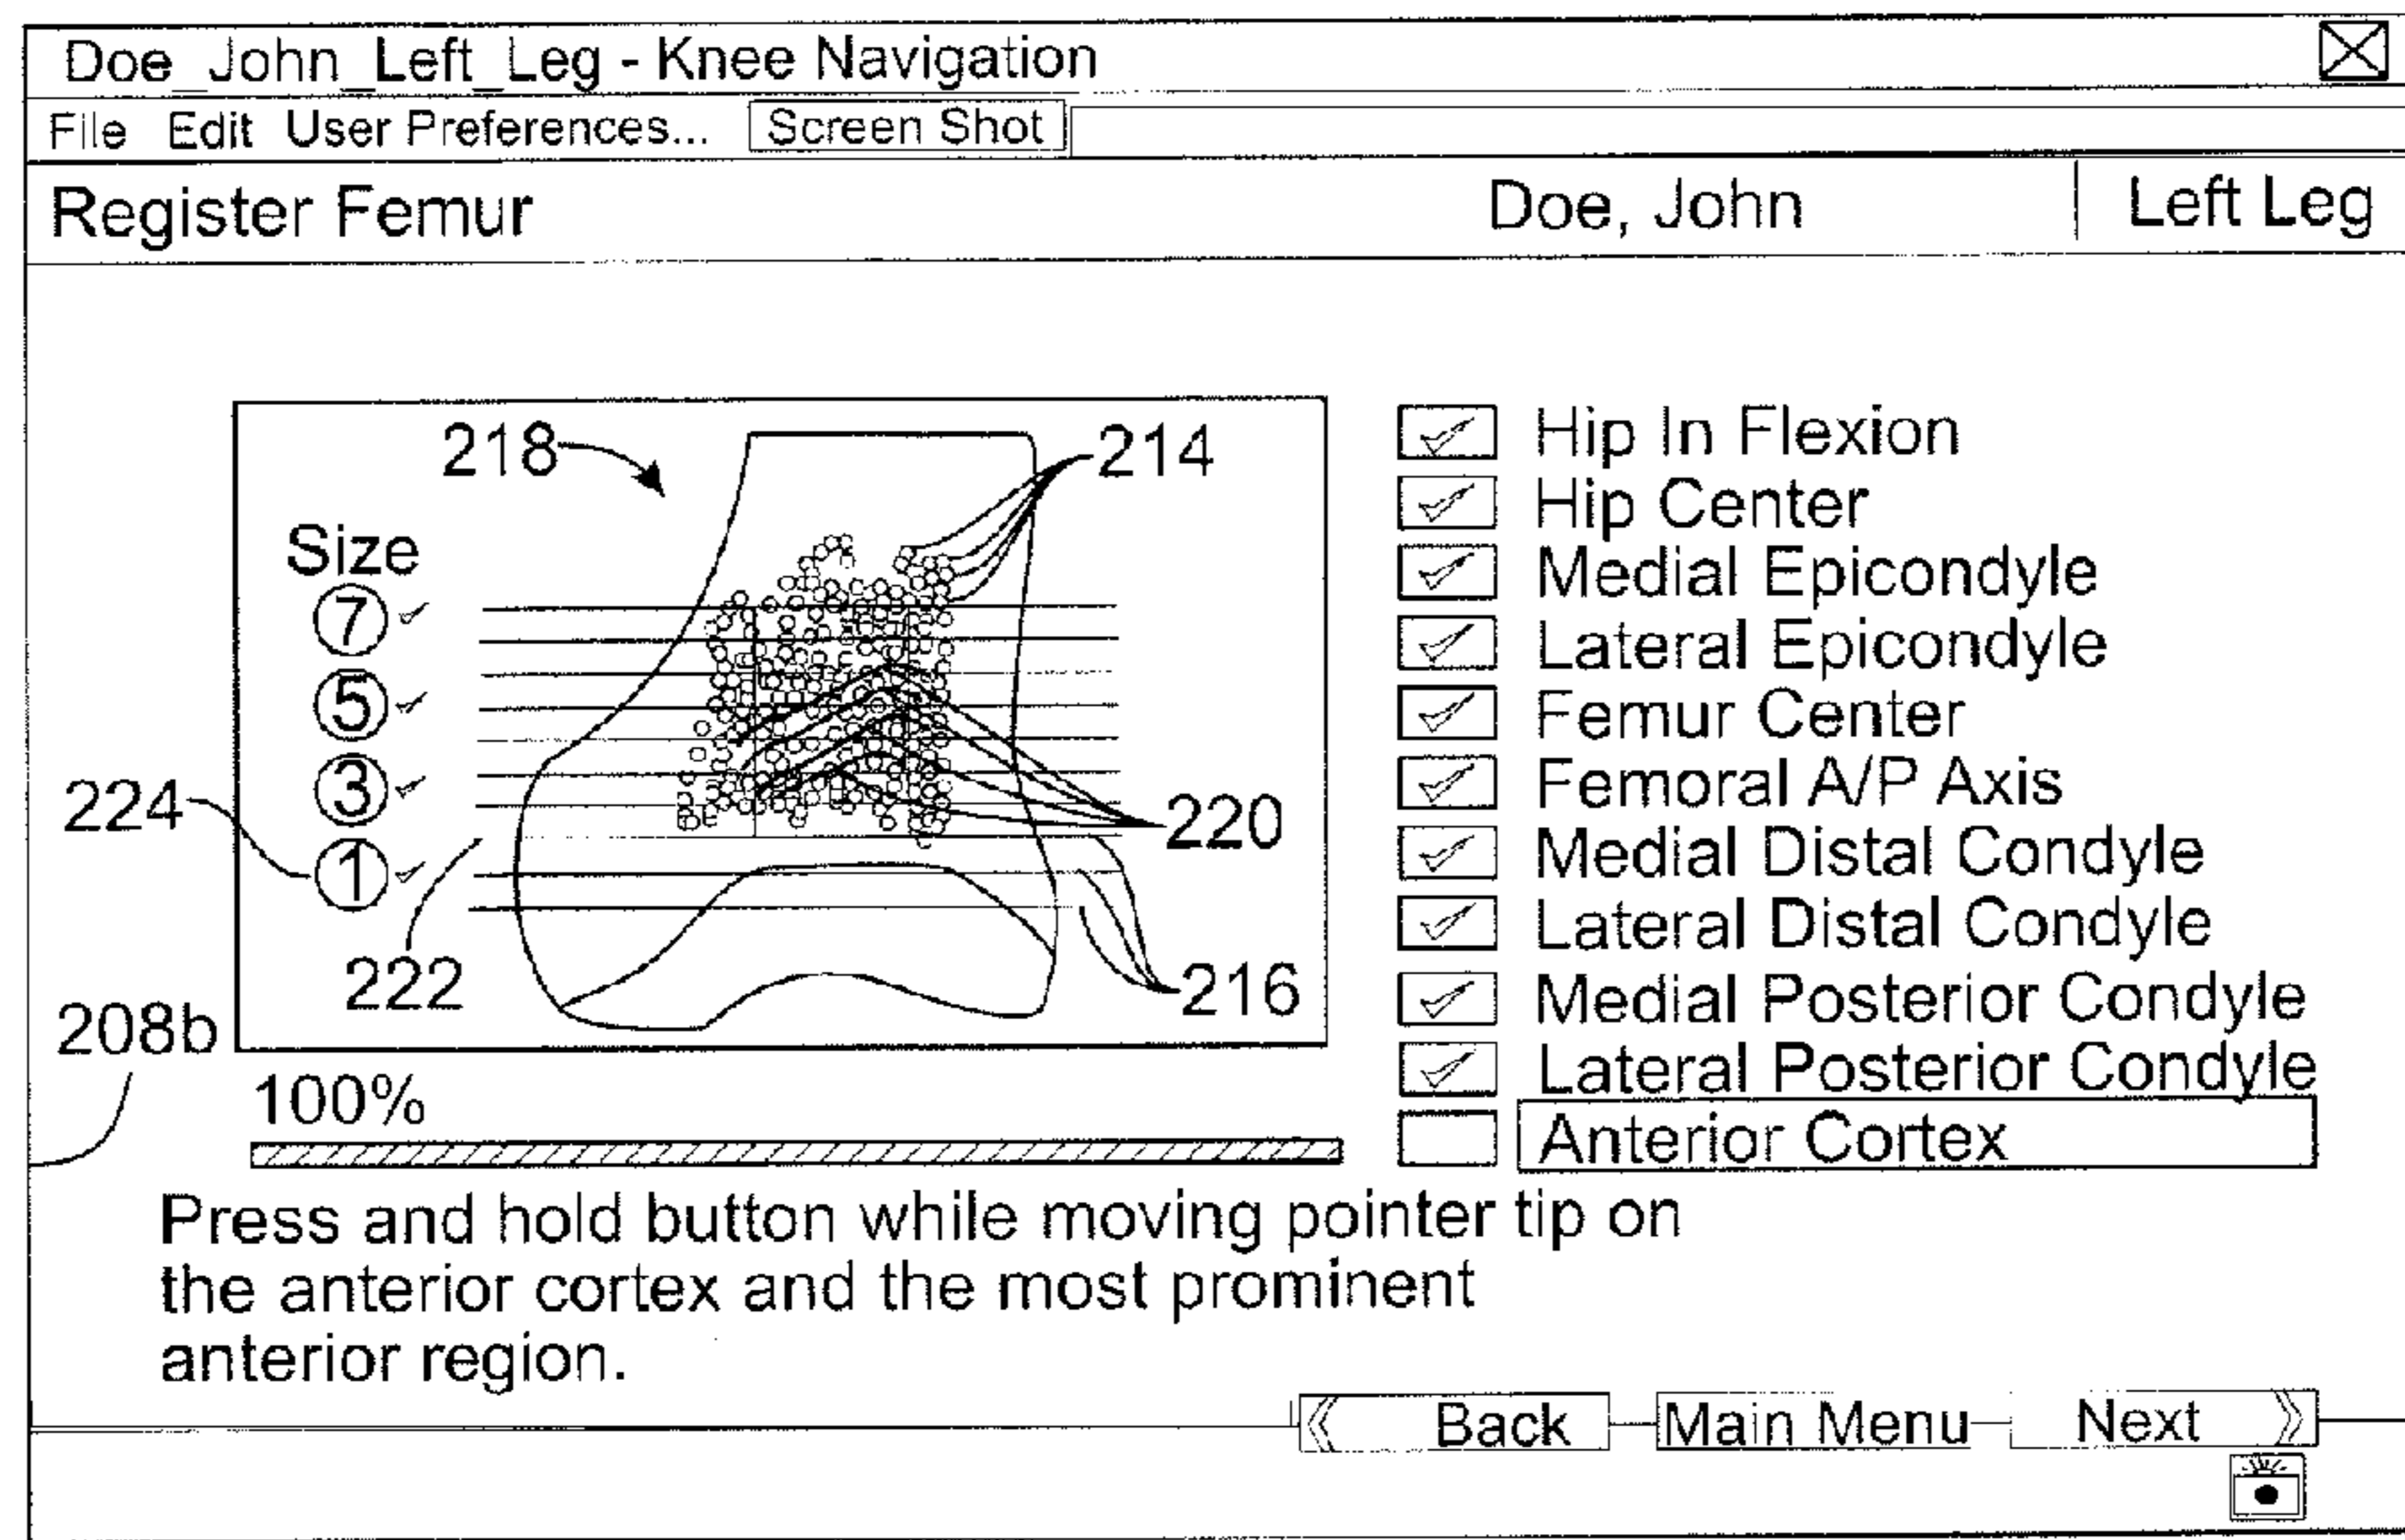 Doe_John_Left_Leg - Knee Navigation
File Edit User Preferences... Screen Shot
Register Femur Doe, John Left Leg
218
214
Size
7
5
3
1
224
222
220
216
208b
Hip In Flexion
Hip Center
Medial Epicondyle
Lateral Epicondyle
Femur Center
Femoral A/P Axis
Medial Distal Condyle
Lateral Distal Condyle
Medial Posterior Condyle
Lateral Posterior Condyle
Anterior Cortex
100%
Press and hold button while moving pointer tip on
the anterior cortex and the most prominent
anterior region.
Back Main Menu Next